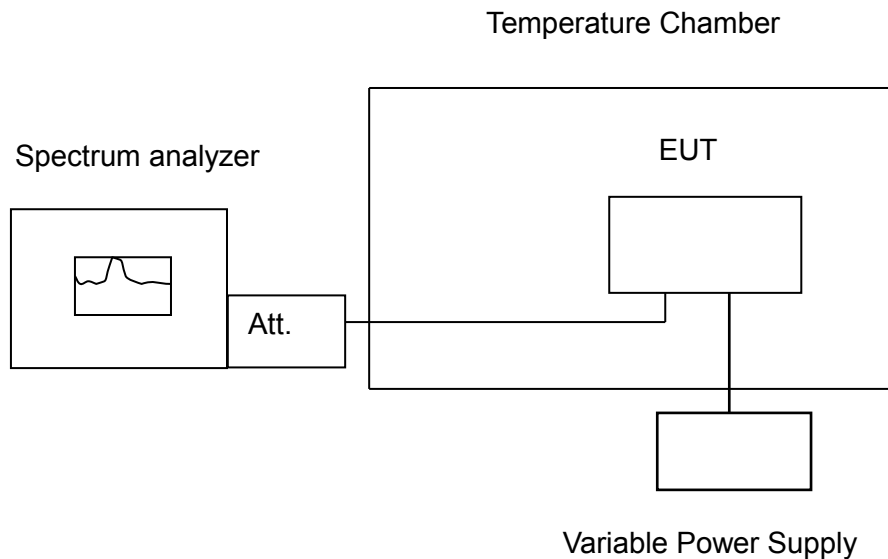 Temperature Chamber
Spectrum analyzer
EUT
Att.
Variable Power Supply